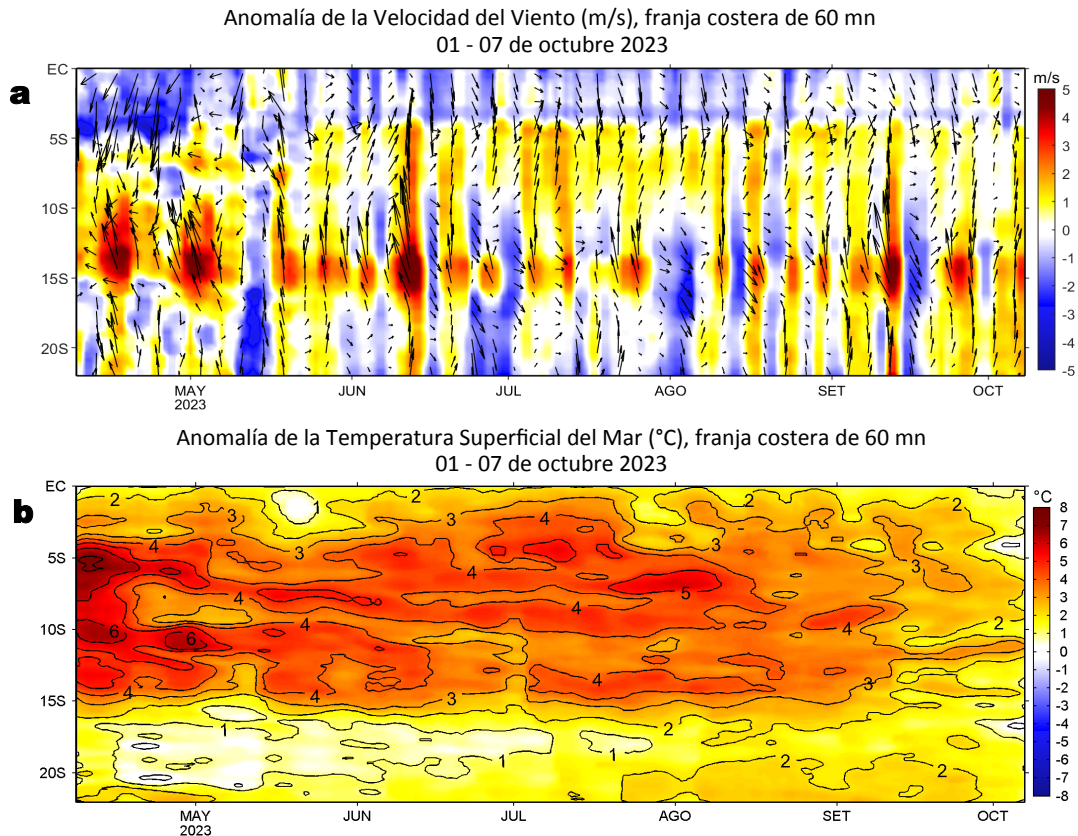 Anomalía de la Velocidad del Viento (m/s), franja costera de 60 mn
01 - 07 de octubre 2023
a
EC
5S
10S
15S
20S
MAY
2023
JUN
JUL
AGO
SET
OCT
m/s
5
4
3
2
1
0
-1
-2
-3
-4
-5
Anomalía de la Temperatura Superficial del Mar (°C), franja costera de 60 mn
01 - 07 de octubre 2023
b
EC
5S
10S
15S
20S
2
1
2
2
2
3
3
4
3
4
3
3
4
4
5
4
4
4
6
6
4
2
4
4
3
4
3
1
2
2
1
1
2
MAY
2023
JUN
JUL
AGO
SET
OCT
°C
8
7
6
5
4
3
2
1
0
-1
-2
-3
-4
-5
-6
-7
-8